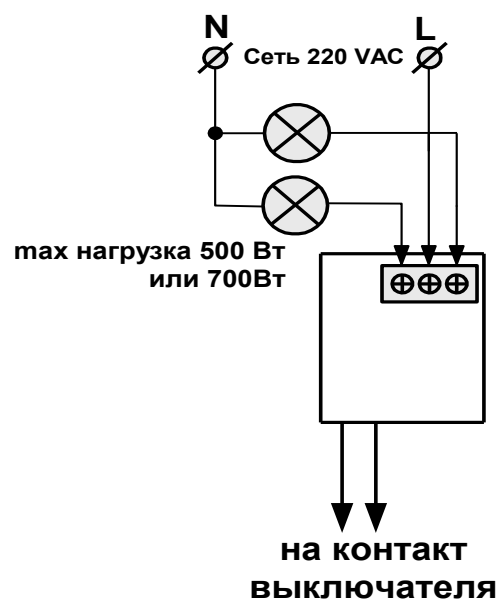 N
L
Сеть 220 VAC
max нагрузка 500 Вт
или 700Вт
на контакт
выключателя